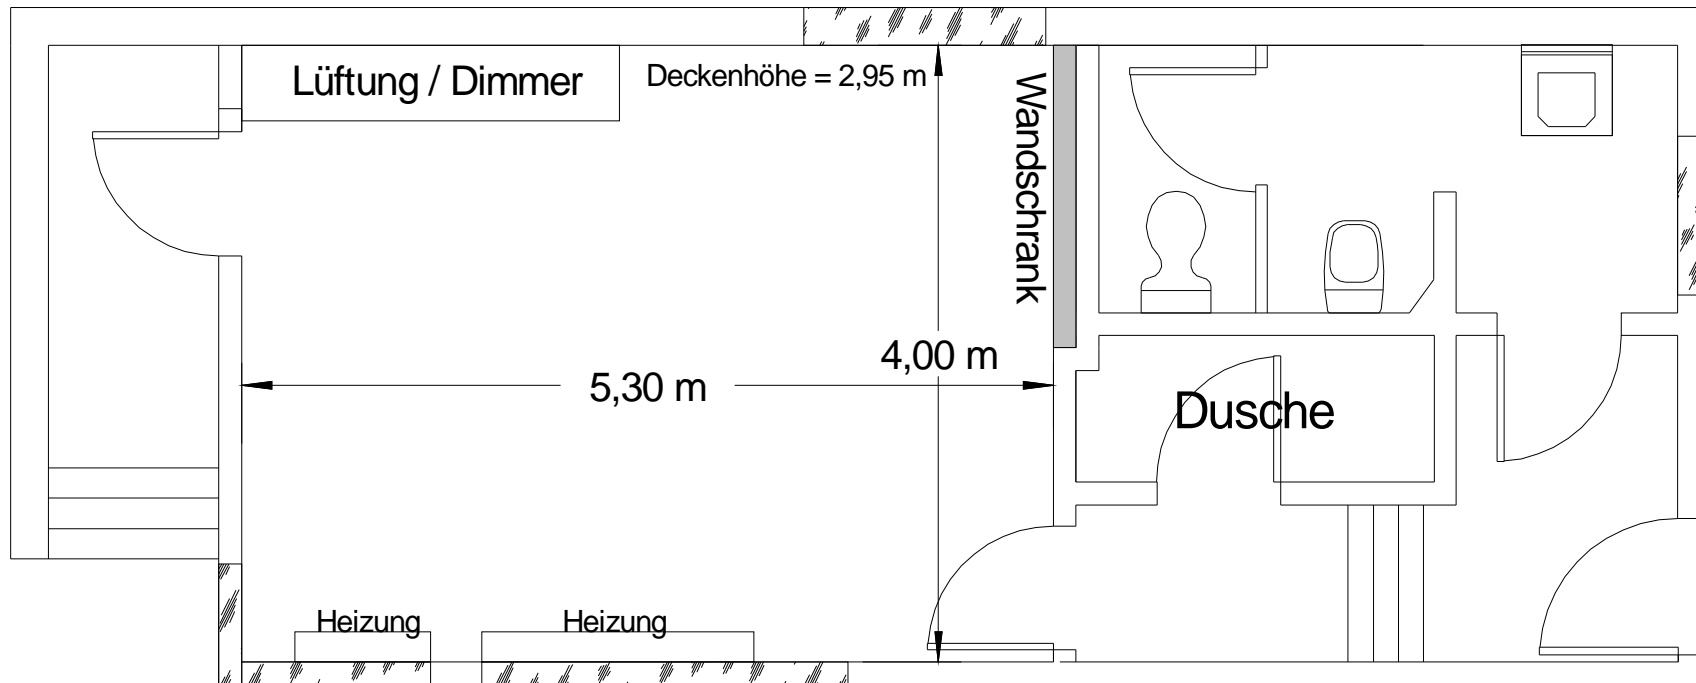 Lüftung / Dimmer
Deckenhöhe = 2,95 m
Wandschrank
4,00 m
5,30 m
Dusche
Heizung
Heizung